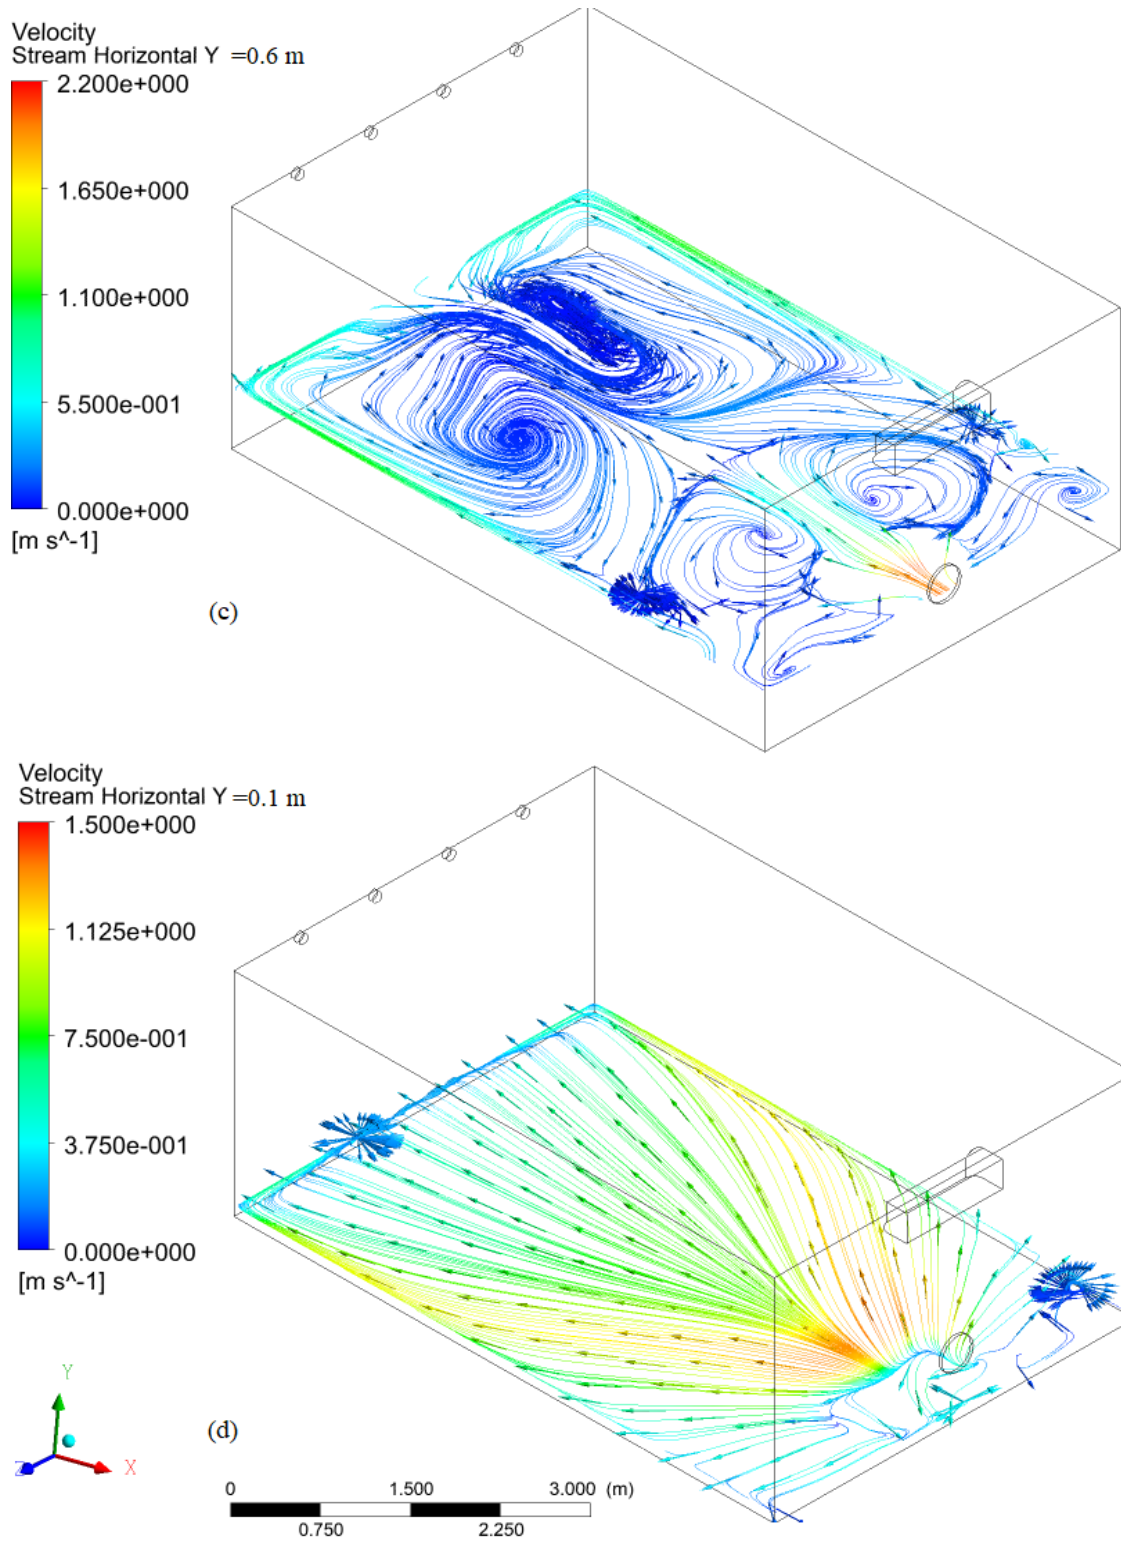 Velocity
Stream Horizontal Y =0.6 m
2.200e+000
1.650e+000
1.100e+000
5.500e-001
0.000e+000
[m s^-1]
(c)
Velocity
Stream Horizontal Y =0.1 m
1.500e+000
1.125e+000
7.500e-001
3.750e-001
0.000e+000
[m s^-1]
(d)
Y
Z X
0 1.500 3.000 (m)
0.750 2.250